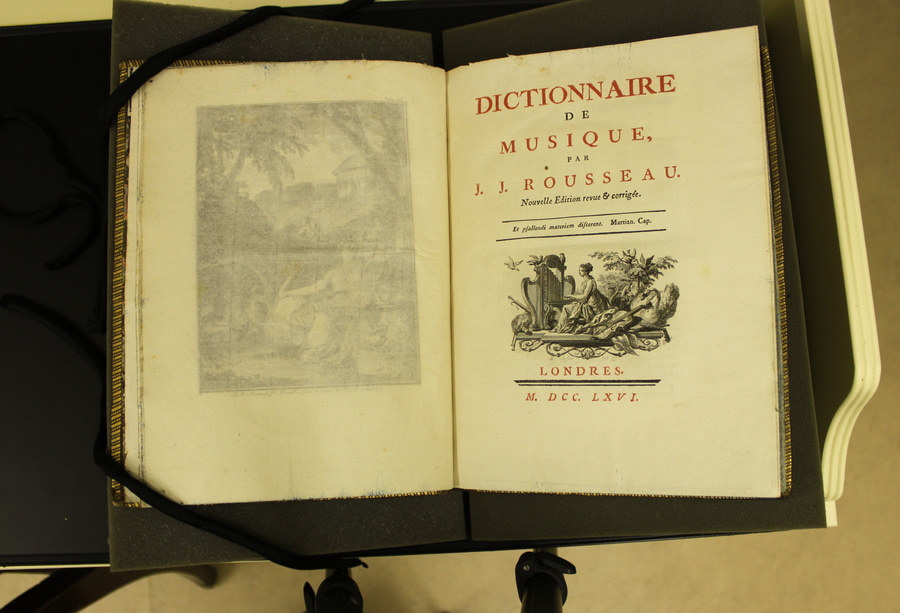 DICTIONNAIRE
DE
MUSIQUE,
PAR
J. J. ROUSSEAU.
Nouvelle Edition revue & corrigée.
Et psallendi materiem discerent. Martian. Cap.
LONDRES.
M. DCC. LXVI.